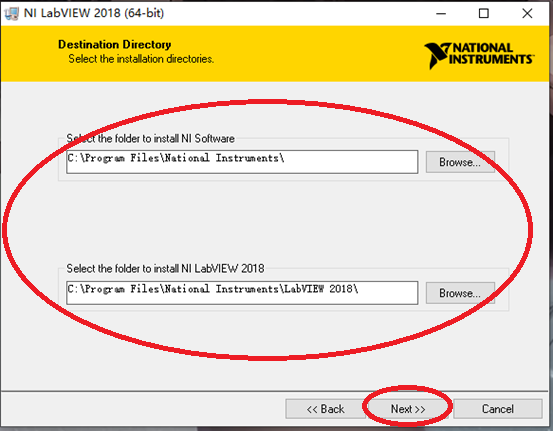 NI LabVIEW 2018 (64-bit)
Destination Directory
Select the installation directories.
NATIONAL
INSTRUMENTS
Select the folder to install NI Software
C:\Program Files\National Instruments\
Browse...
Select the folder to install NI LabVIEW 2018
C:\Program Files\National Instruments\LabVIEW 2018\
Browse...
<< Back
Next >>
Cancel